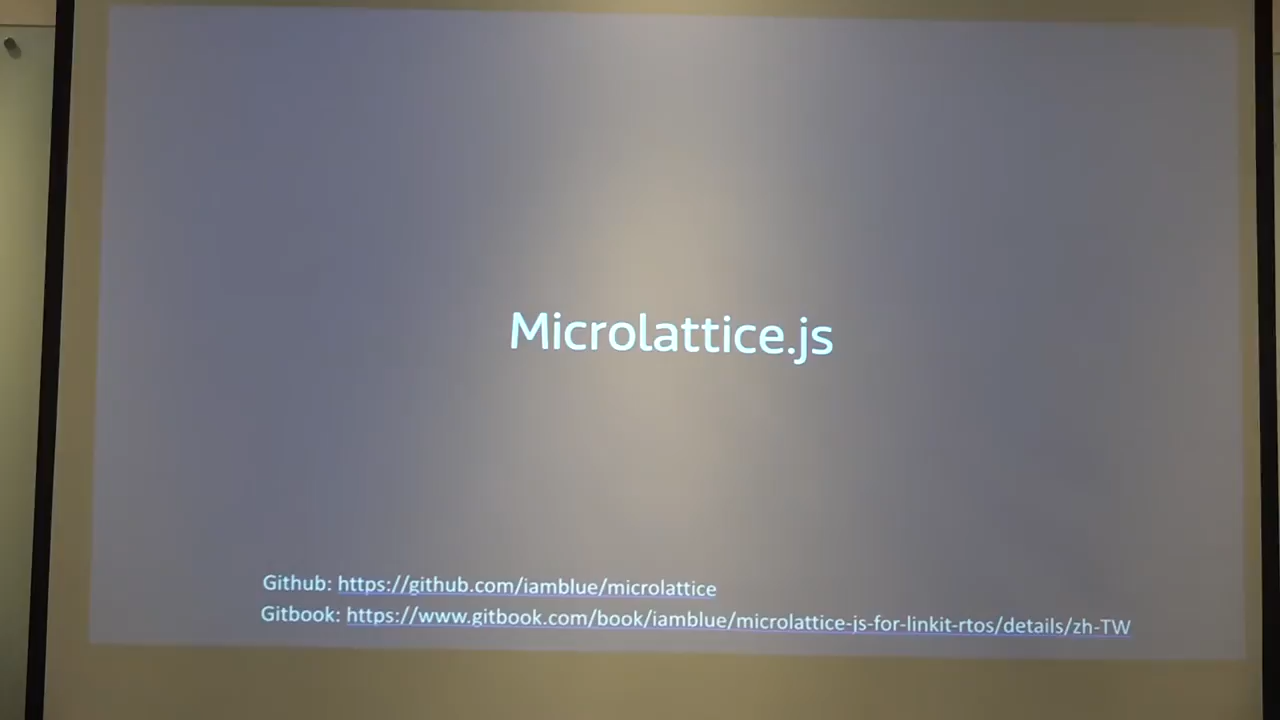 Microlattice.js
Github: https://github.com/iamblue/microlattice
Gitbook: https://www.gitbook.com/book/iamblue/microlattice-js-for-linkit-rtos/details/zh-TW